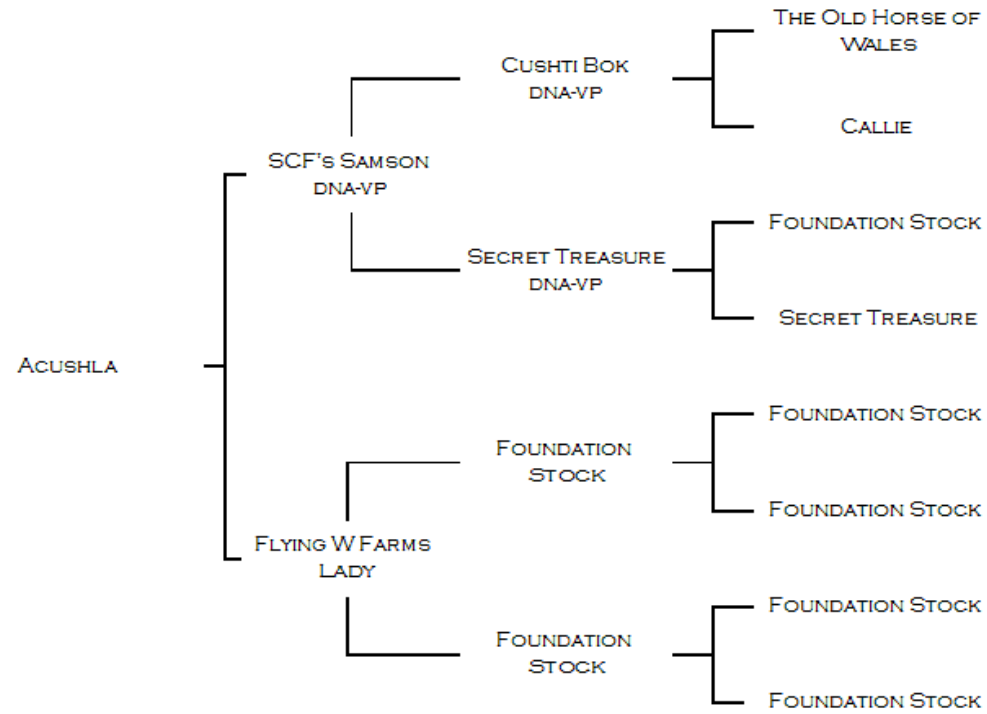 The Old Horse of
Wales
Cushti Bok
DNA-VP
Callie
SCF's Samson
DNA-VP
Foundation Stock
Secret Treasure
DNA-VP
Secret Treasure
Acushla
Foundation Stock
Foundation
Stock
Foundation Stock
Flying W Farms
Lady
Foundation Stock
Foundation
Stock
Foundation Stock